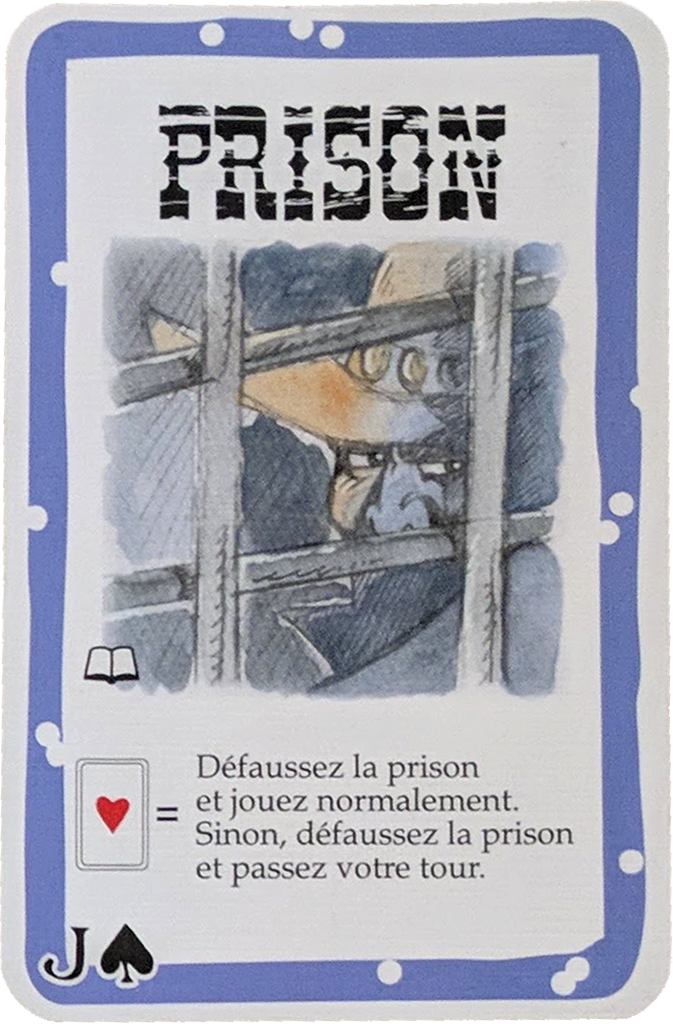 PRISON
=
Défaussez la prison
et jouez normalement.
Sinon, défaussez la prison
et passez votre tour.
J